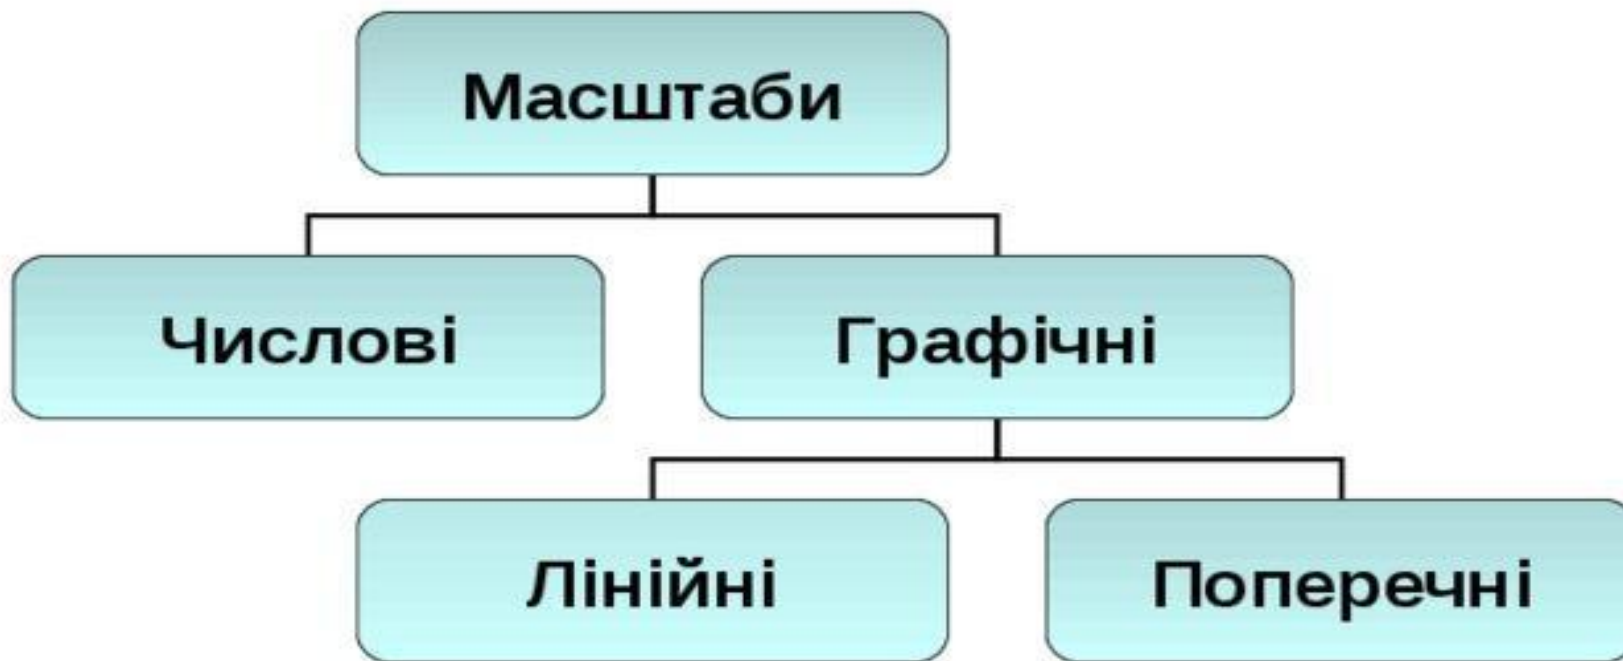 Масштаби
Числові
Графічні
Лінійні
Поперечні